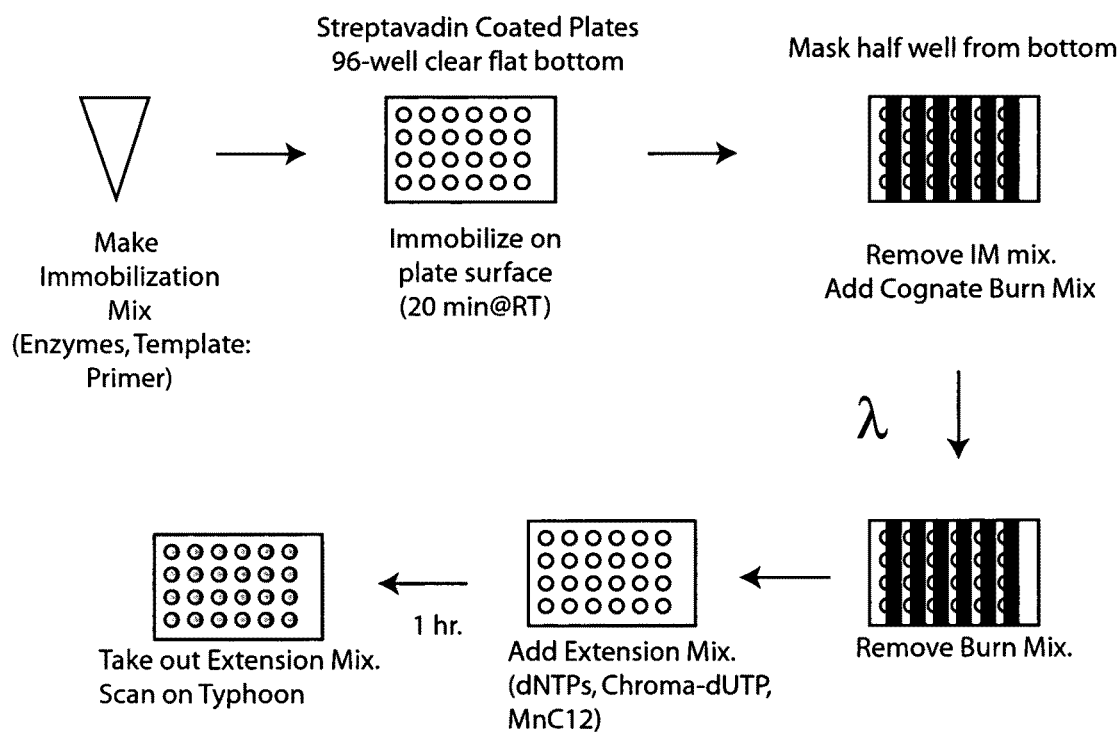 Streptavadin Coated Plates
96-well clear flat bottom
Mask half well from bottom
Make
Immobilization
Mix
(Enzymes, Template:
Primer)
Immobilize on
plate surface
(20 min@RT)
Remove IM mix.
Add Cognate Burn Mix
λ
Remove Burn Mix.
Add Extension Mix.
(dNTPs, Chroma-dUTP,
MnC12)
1 hr.
Take out Extension Mix.
Scan on Typhoon